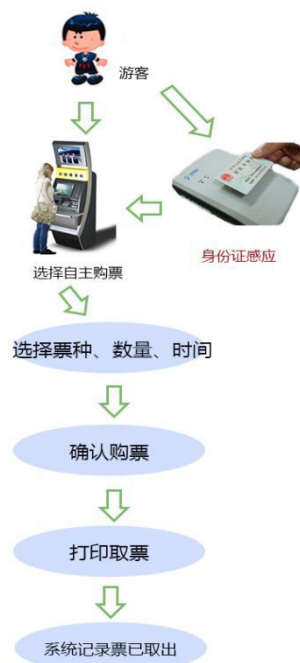 游客
身份证感应
选择自主购票
选择票种、数量、时间
确认购票
打印取票
系统记录票已取出